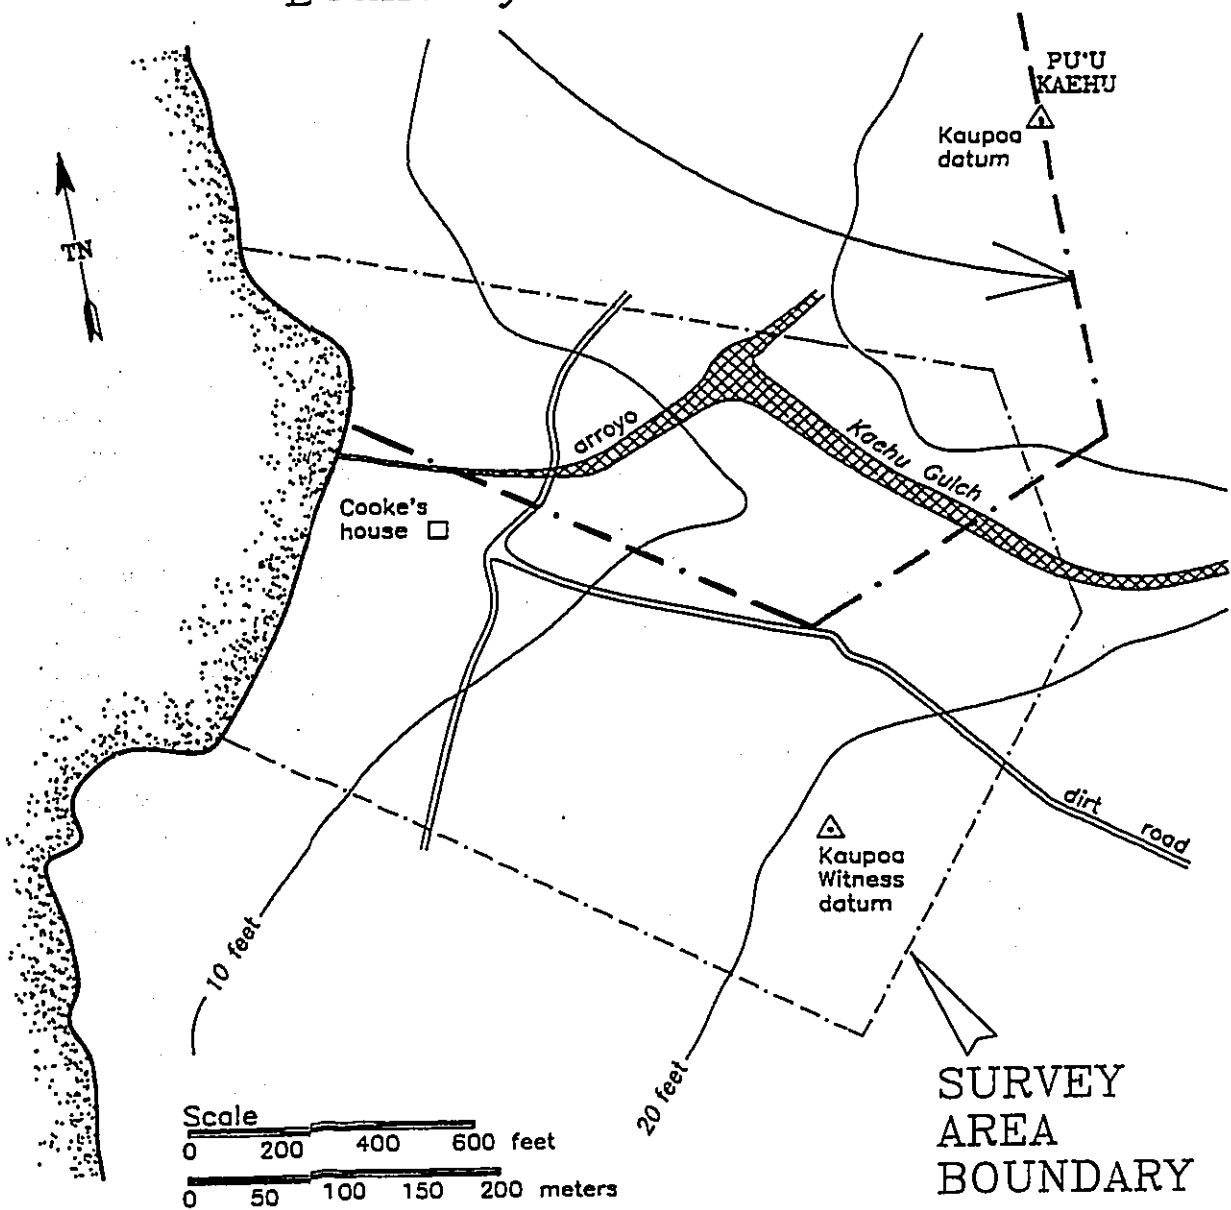 PU'U
KAEHU
Kaupoa
datum
TN
arroyo
Kaehu Gulch
Cooke's
house
dirt road
Kaupoa
Witness
datum
10 feet
20 feet
SURVEY
AREA
BOUNDARY
Scale
0 200 400 600 feet
0 50 100 150 200 meters